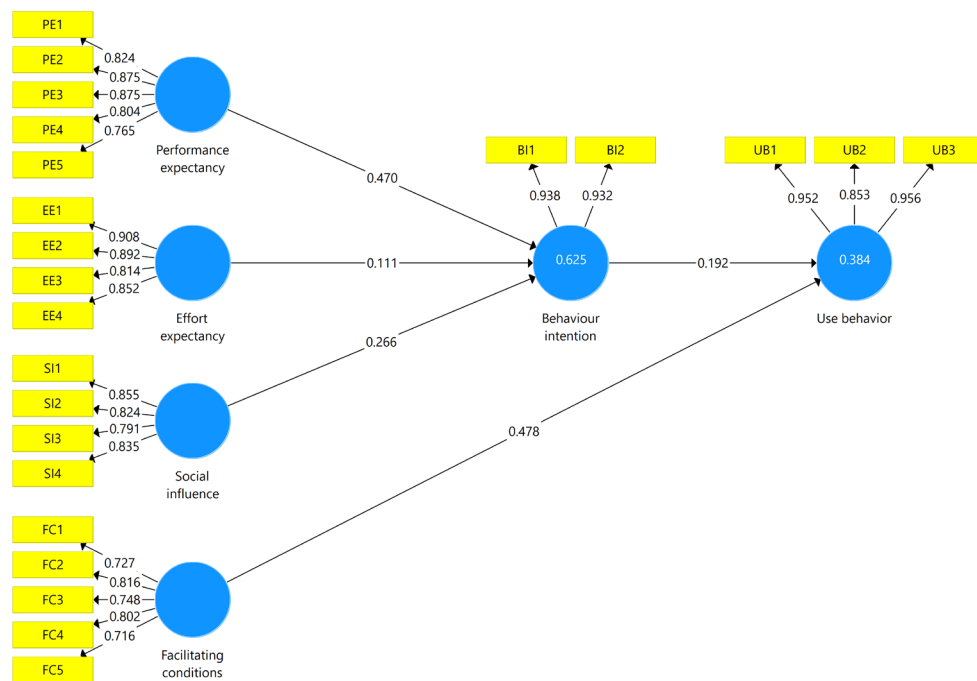 PE1
PE2
PE3
PE4
PE5
0.824
0.875
0.875
0.804
0.765
Performance
expectancy
EE1
EE2
EE3
EE4
0.908
0.892
0.814
0.852
Effort
expectancy
SI1
SI2
SI3
SI4
0.855
0.824
0.791
0.835
Social
influence
FC1
FC2
FC3
FC4
FC5
0.727
0.816
0.748
0.802
0.716
Facilitating
conditions
0.470
0.111
0.266
0.478
BI1
BI2
0.938
0.932
0.625
Behaviour
intention
0.192
UB1
UB2
UB3
0.952
0.853
0.956
0.384
Use behavior